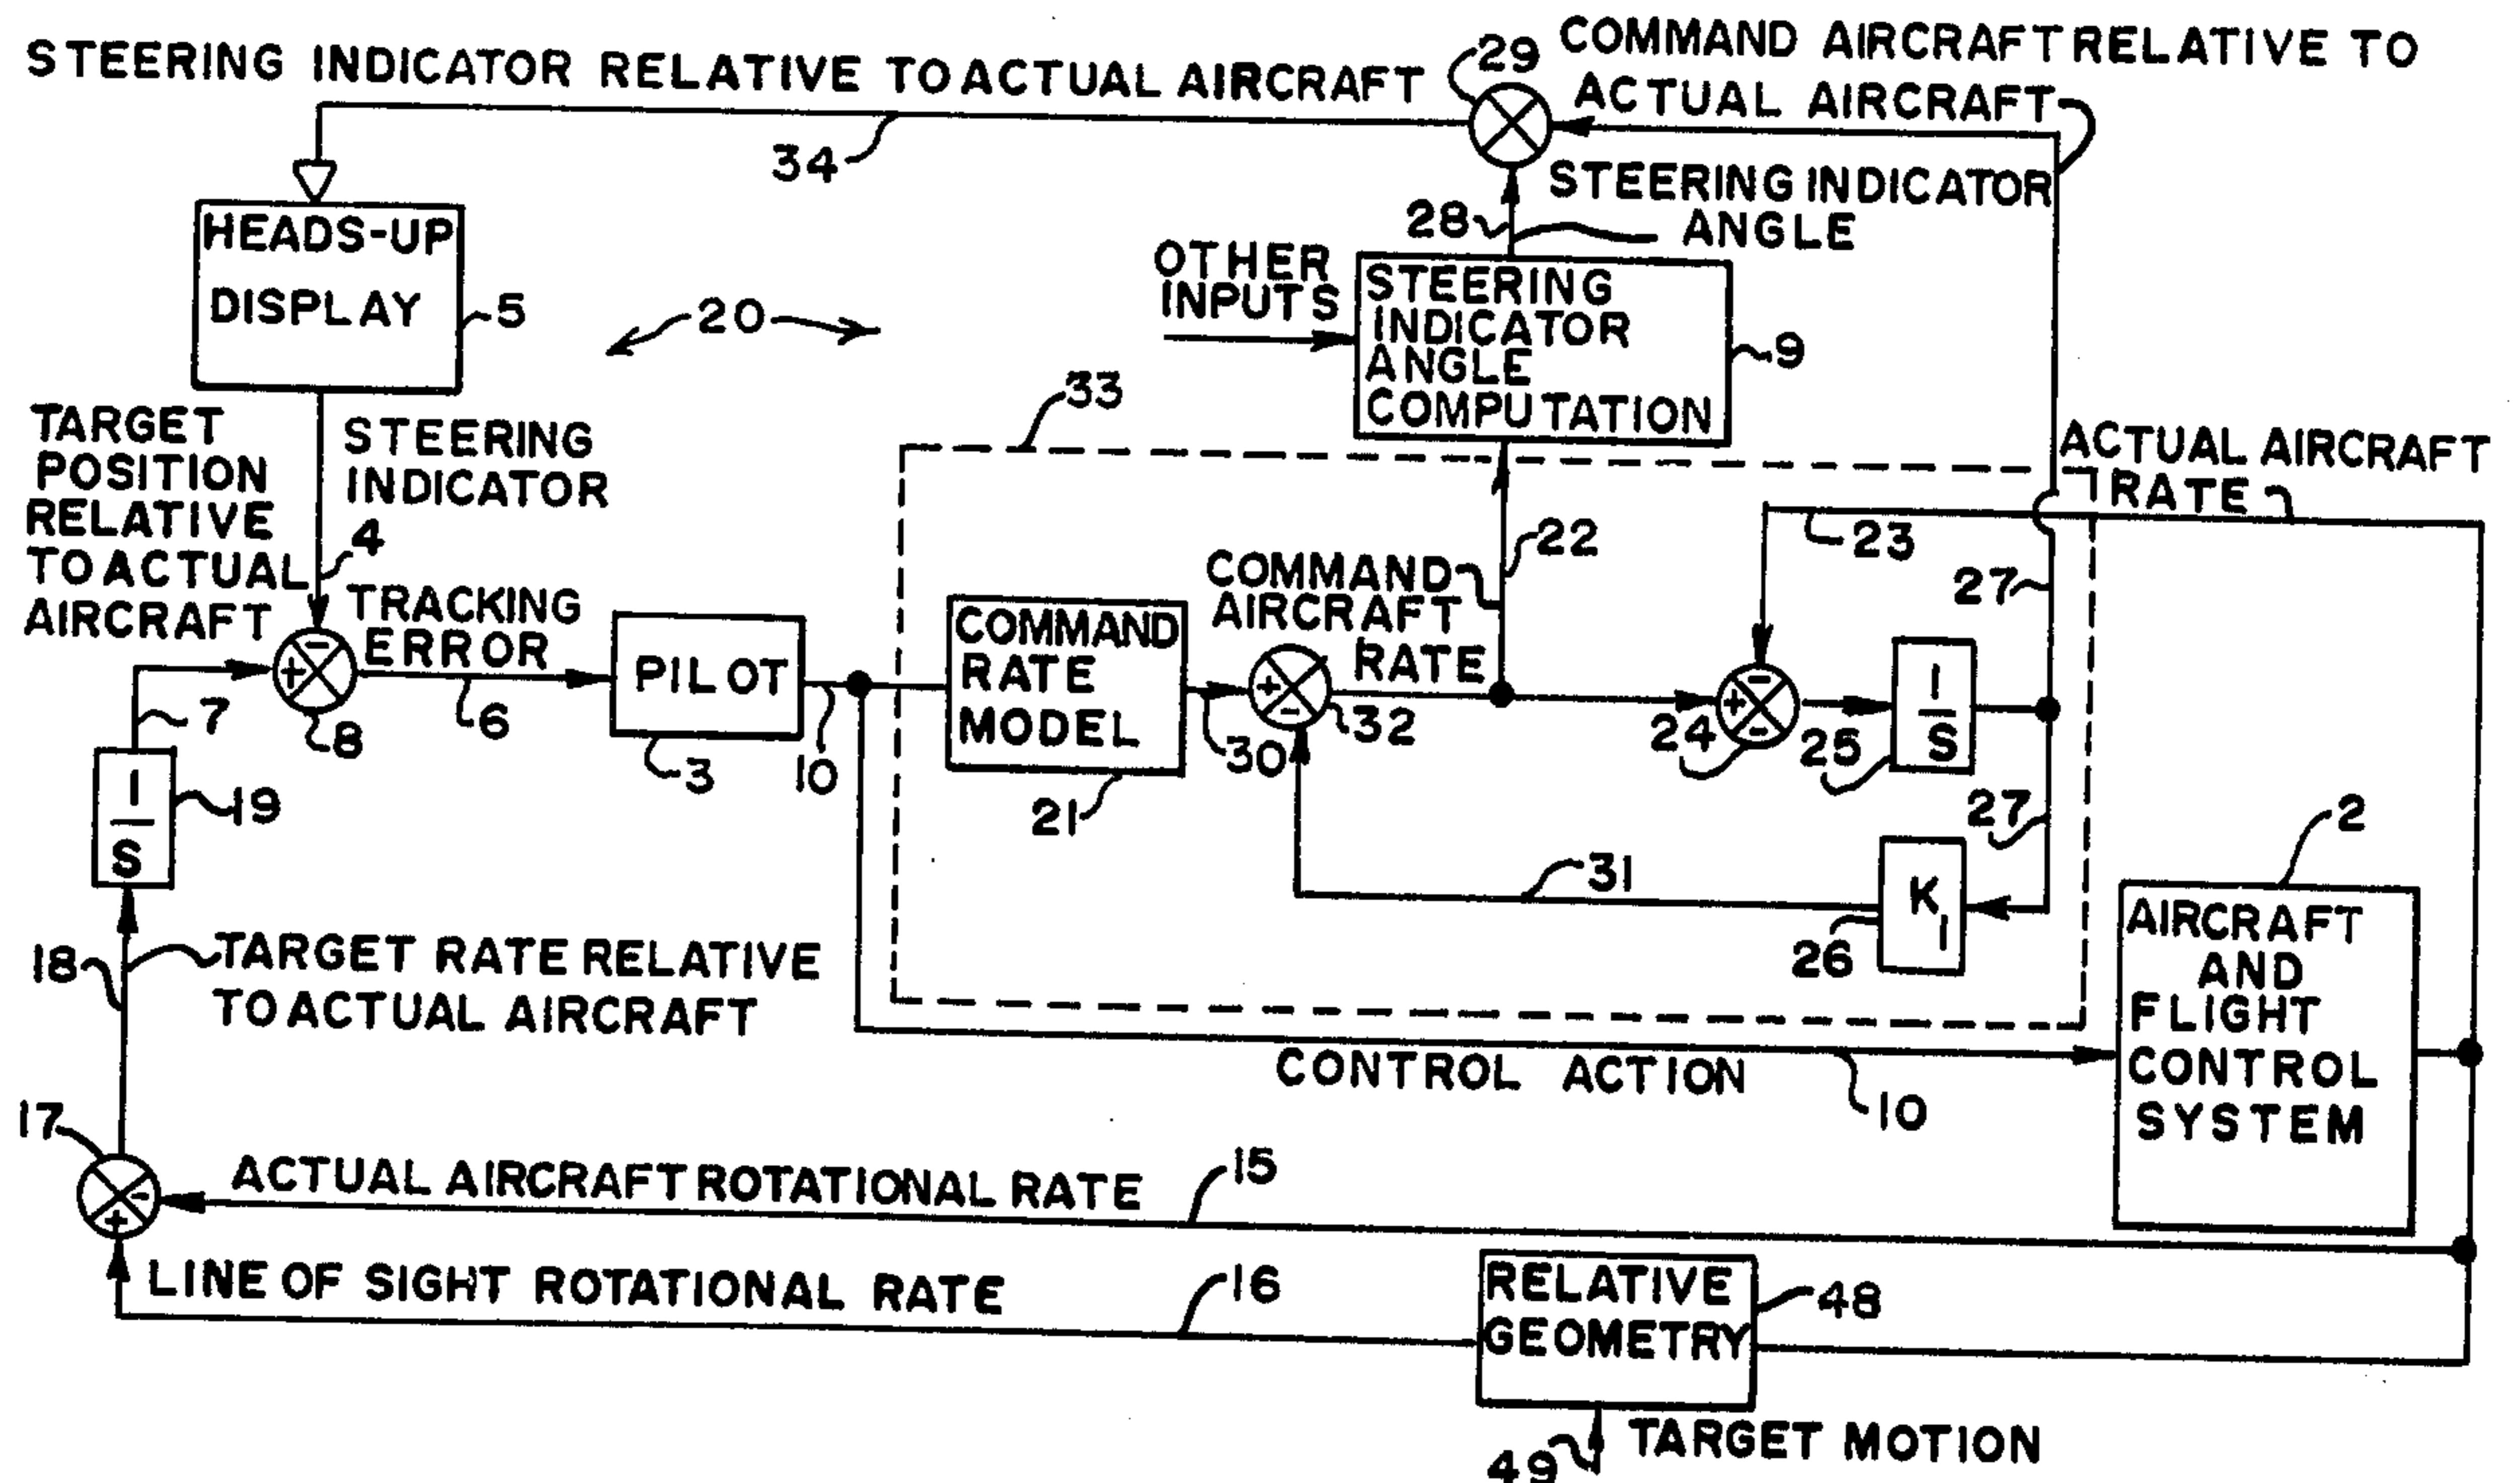 STEERING INDICATOR RELATIVE TO ACTUAL AIRCRAFT
29
COMMAND AIRCRAFT RELATIVE TO
ACTUAL AIRCRAFT
34
STEERING INDICATOR
ANGLE
28
HEADS-UP
DISPLAY
5
20
OTHER
INPUTS
STEERING
INDICATOR
ANGLE
COMPUTATION
9
33
TARGET
POSITION
RELATIVE
TO ACTUAL
AIRCRAFT
STEERING
INDICATOR
4
ACTUAL AIRCRAFT
RATE
23
22
27
COMMAND
AIRCRAFT
RATE
TRACKING
ERROR
+
-
8
7
6
PILOT
3
10
COMMAND
RATE
MODEL
21
30
+
-
32
+
-
-
24
1
S
25
27
1
S
19
K1
26
31
2
AIRCRAFT
AND
FLIGHT
CONTROL
SYSTEM
18
TARGET RATE RELATIVE
TO ACTUAL AIRCRAFT
CONTROL ACTION
10
17
-
+
ACTUAL AIRCRAFT ROTATIONAL RATE
15
LINE OF SIGHT ROTATIONAL RATE
16
RELATIVE
GEOMETRY
48
49
TARGET MOTION